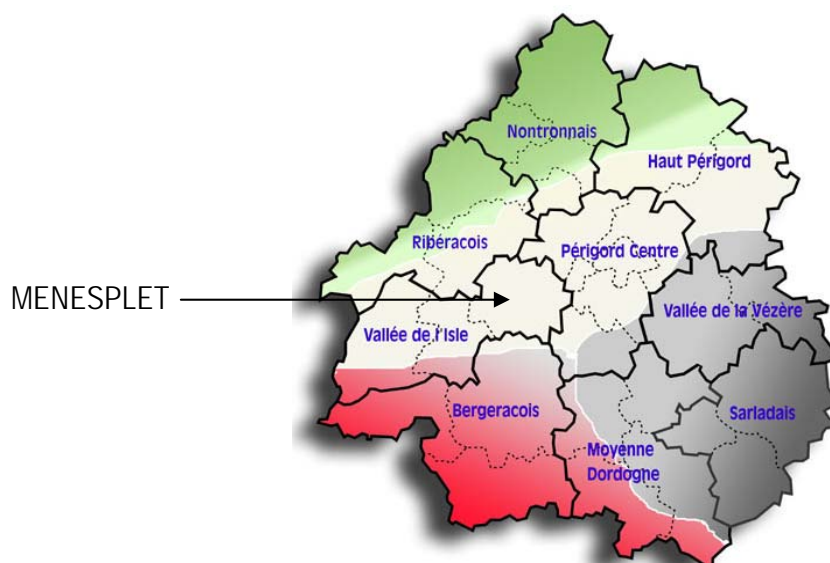 Nontronnais
Haut Périgord
Ribéracois
Périgord Centre
MENESPLET
Vallée de l'Isle
Vallée de la Vézère
Bergeracois
Sarladais
Moyenne
Dordogne